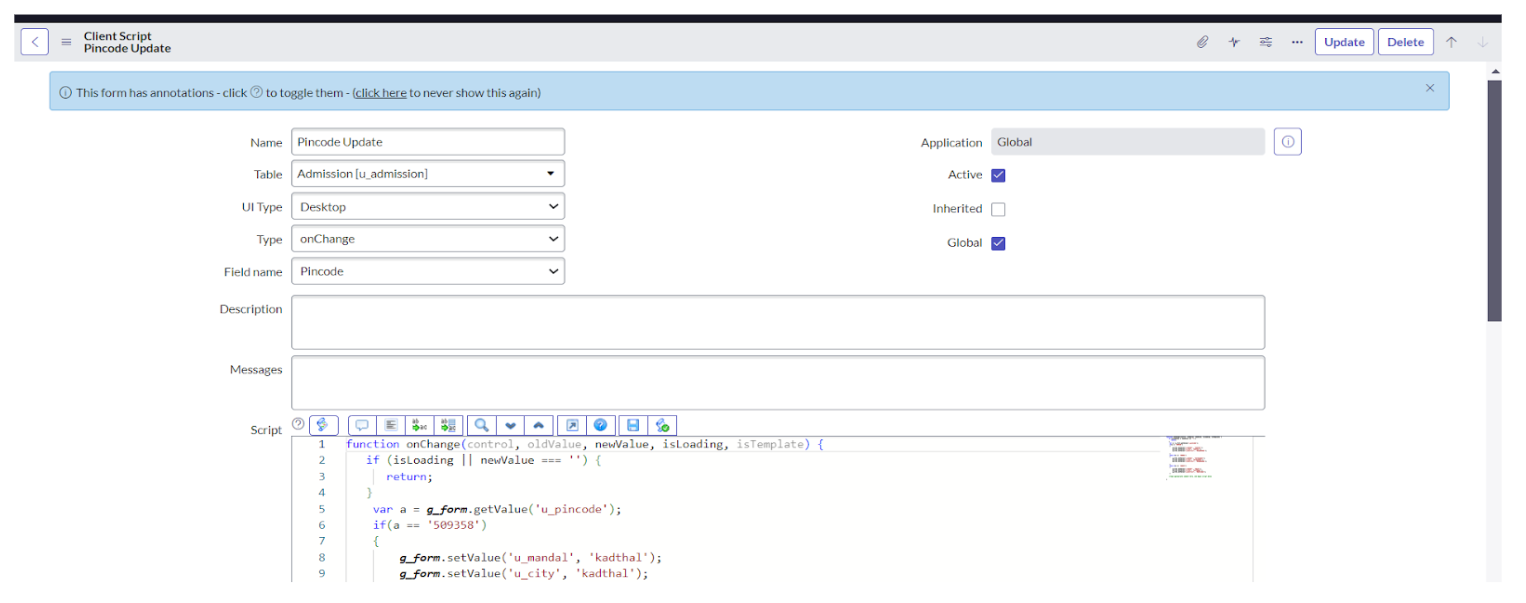 Client Script
Pincode Update
Update
Delete
This form has annotations - click ? to toggle them - (click here to never show this again)
Name Pincode Update
Application Global
Table Admission [u_admission]
Active
UI Type Desktop
Inherited
Type onChange
Global
Field name Pincode
Description
Messages
Script
1 function onChange(control, oldValue, newValue, isLoading, isTemplate) {
2 if (isLoading || newValue === '') {
3 return;
4 }
5 var a = g_form.getValue('u_pincode');
6 if(a == '509358')
7 {
8 g_form.setValue('u_mandal', 'kadthal');
9 g_form.setValue('u_city', 'kadthal');